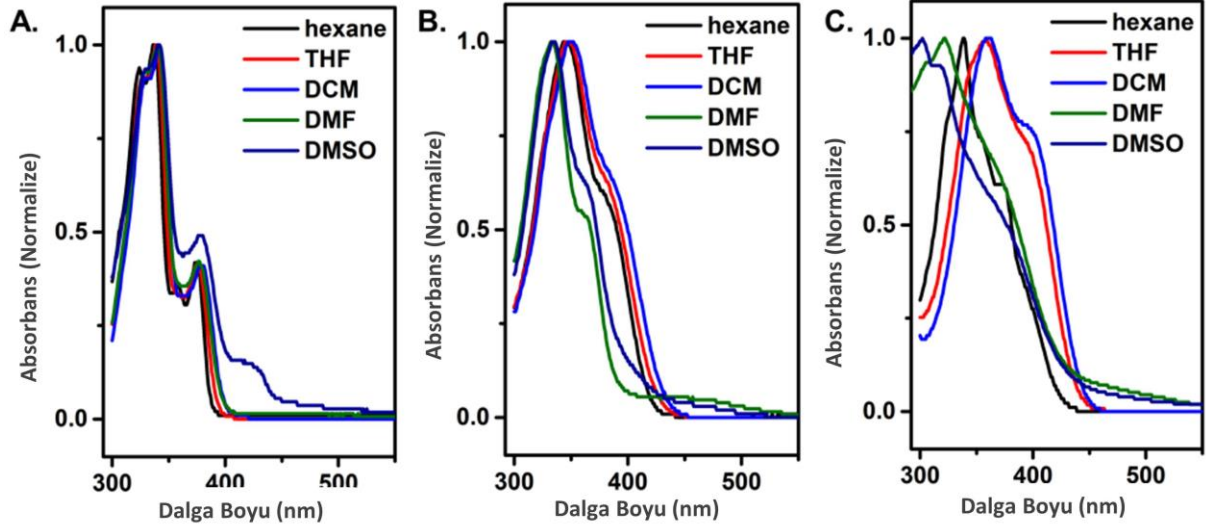 A.
hexane
THF
DCM
DMF
DMSO
1.0
0.5
0.0
Absorbans (Normalize)
300
400
500
Dalga Boyu (nm)
B.
hexane
THF
DCM
DMF
DMSO
1.0
0.5
0.0
Absorbans (Normalize)
300
400
500
Dalga Boyu (nm)
C.
hexane
THF
DCM
DMF
DMSO
1.0
0.5
0.0
Absorbans (Normalize)
300
400
500
Dalga Boyu (nm)